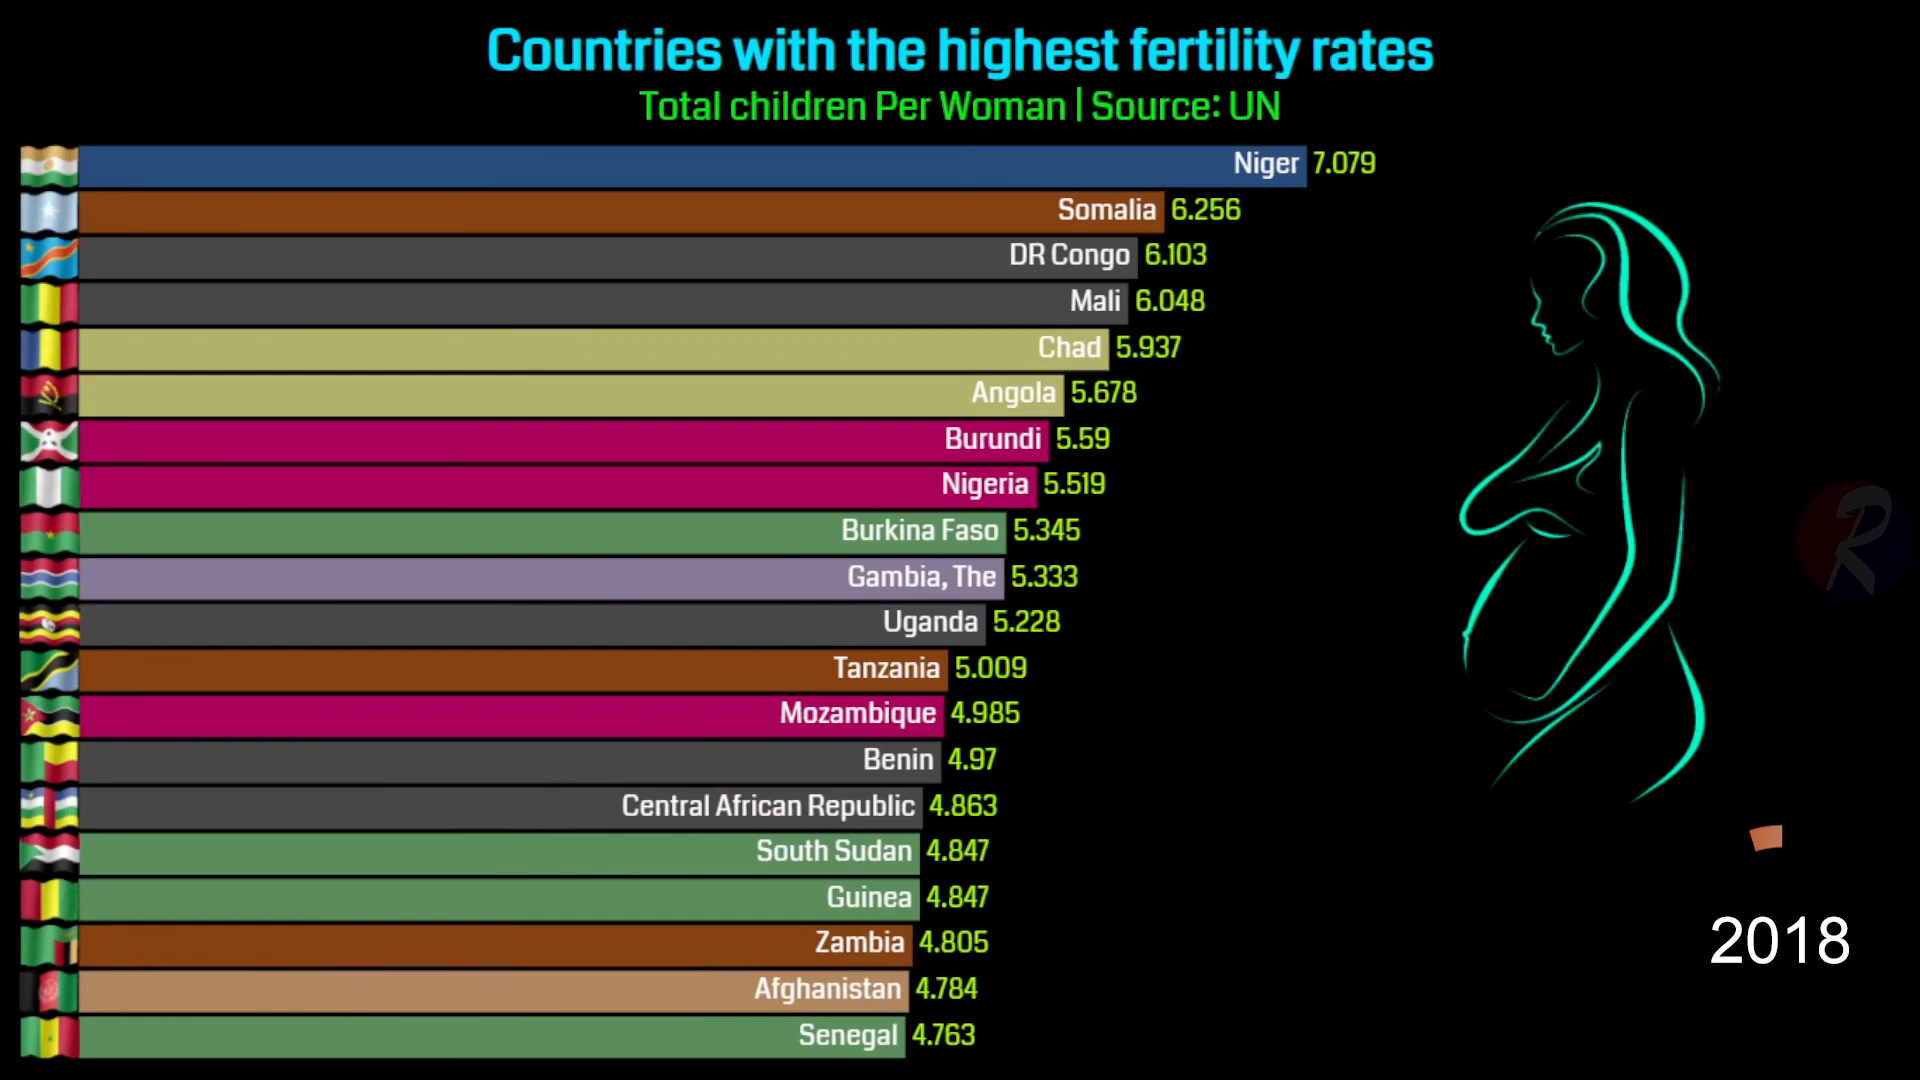 Countries with the highest fertility rates
Total children Per Woman | Source: UN
Niger 7.079
Somalia 6.256
DR Congo 6.103
Mali 6.048
Chad 5.937
Angola 5.678
Burundi 5.59
Nigeria 5.519
Burkina Faso 5.345
Gambia, The 5.333
Uganda 5.228
Tanzania 5.009
Mozambique 4.985
Benin 4.97
Central African Republic 4.863
South Sudan 4.847
Guinea 4.847
Zambia 4.805
Afghanistan 4.784
Senegal 4.763
R
2018